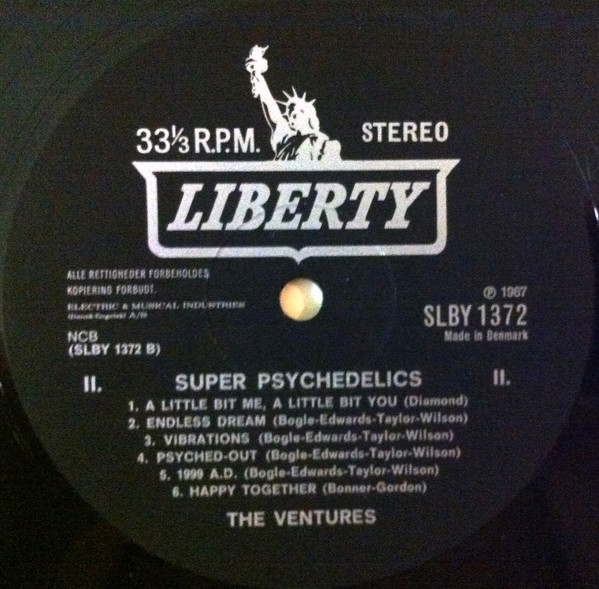 33⅓ R.P.M. STEREO
LIBERTY
ALLE RETTIGHEDER FORBEHOLDES
KOPIERING FORBUDT.
ELECTRIC & MUSICAL INDUSTRIES
(Dansk-Engelsk) A/S
NCB
(SLBY 1372 B)
℗ 1967
SLBY 1372
Made in Denmark
II. SUPER PSYCHEDELICS II.
1. A LITTLE BIT ME, A LITTLE BIT YOU (Diamond)
2. ENDLESS DREAM (Bogle-Edwards-Taylor-Wilson)
3. VIBRATIONS (Bogle-Edwards-Taylor-Wilson)
4. PSYCHED-OUT (Bogle-Edwards-Taylor-Wilson)
5. 1999 A.D. (Bogle-Edwards-Taylor-Wilson)
6. HAPPY TOGETHER (Bonner-Gordon)
THE VENTURES